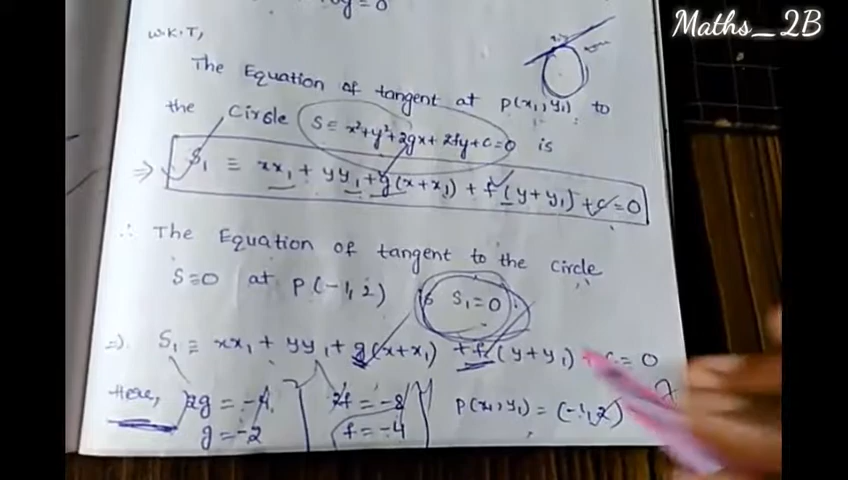 Maths_2B
y=0
W.K.T,
The Equation of tangent at P(x₁,y₁) to
the Circle S≡x²+y²+2gx+2fy+c=0 is
⇒ S₁ ≡ xx₁ + yy₁ + g(x+x₁) + f(y+y₁) + c = 0
∴ The Equation of tangent to the circle
S=0 at P(-1,2) is S₁=0
⇒ S₁ ≡ xx₁ + yy₁ + g(x+x₁) + f(y+y₁) + c = 0
Here, 2g = -4 2f = -8 P(x₁,y₁) = (-1,2)
g = -2 f = -4